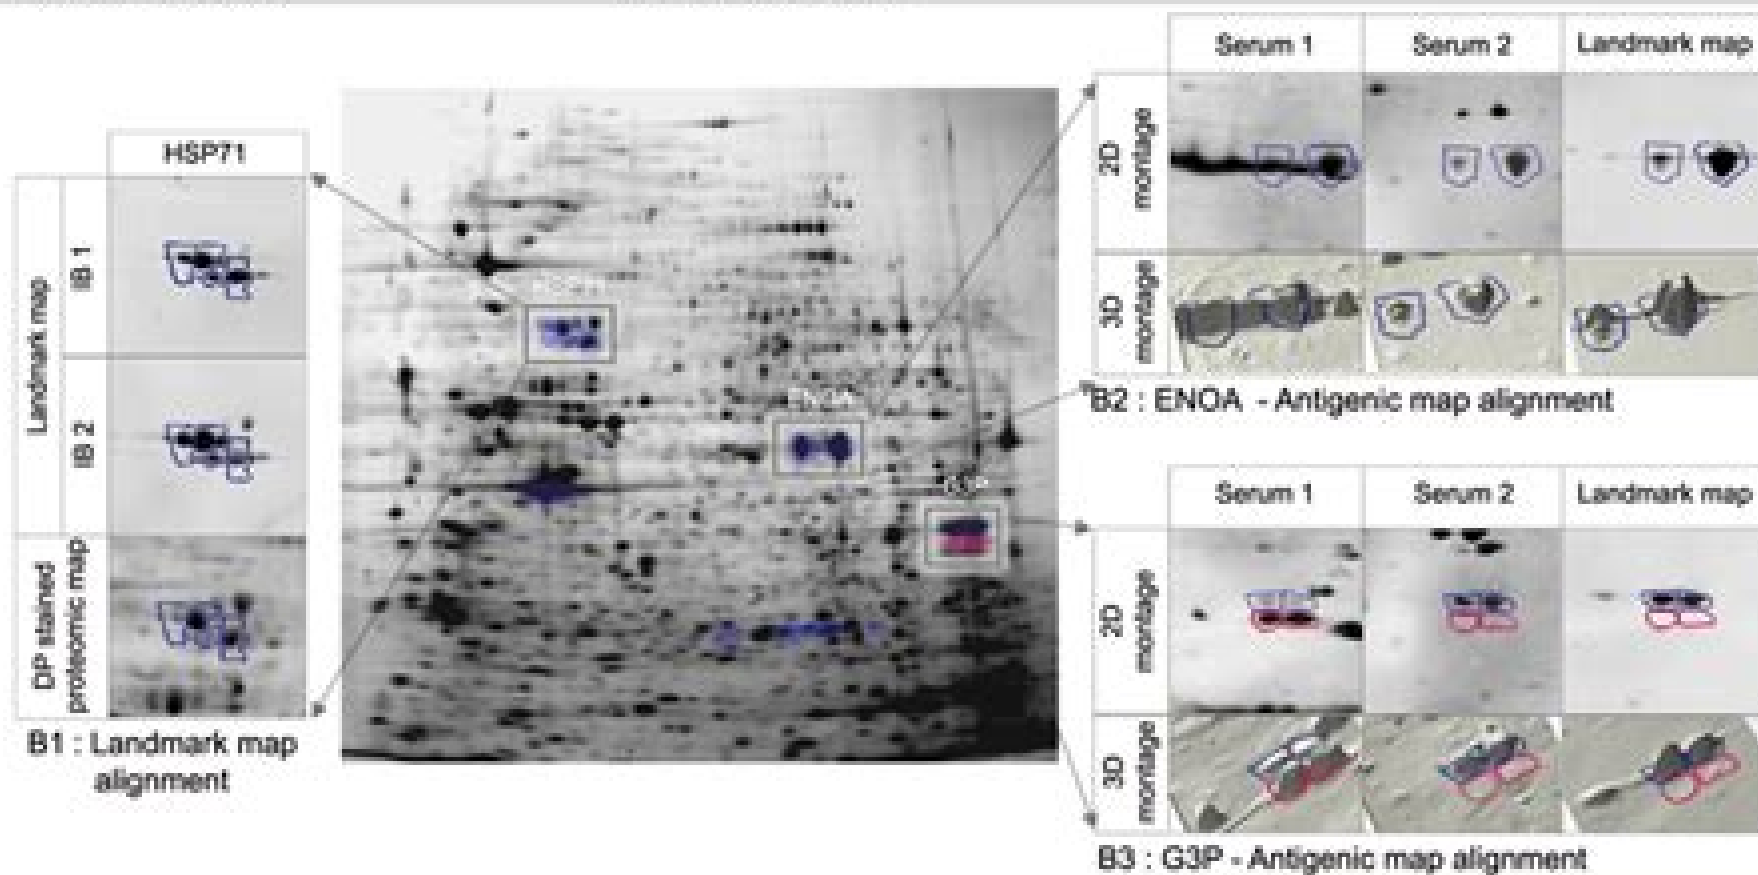 HSP71
Landmark map
IB 1
IB 2
DP stained
proteomic map
B1 : Landmark map
alignment
Serum 1
Serum 2
Landmark map
2D
montage
3D
montage
B2 : ENOA - Antigenic map alignment
Serum 1
Serum 2
Landmark map
2D
montage
3D
montage
B3 : G3P - Antigenic map alignment